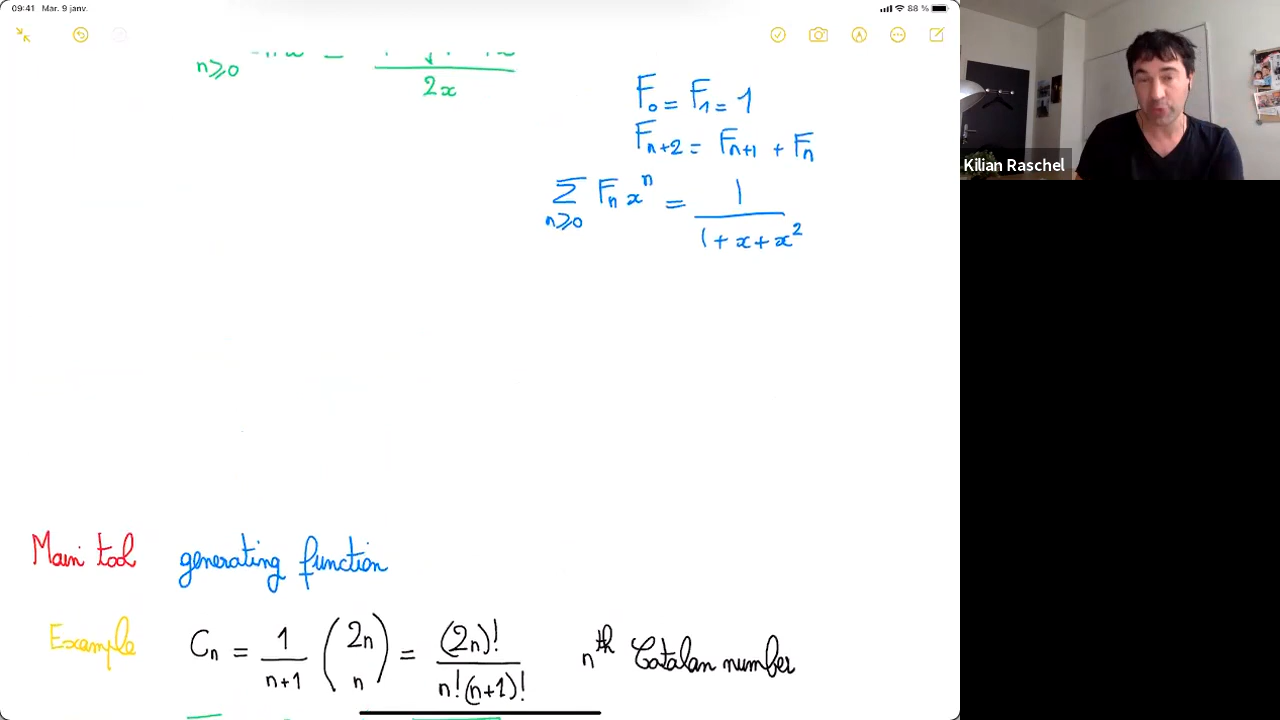 09:41 Mar. 9 janv.
88 %
n⩾0
2x
F₀ = F₁ = 1
Fₙ₊₂ = Fₙ₊₁ + Fₙ
∑ Fₙ xⁿ = 1
n⩾0 1 + x + x²
Kilian Raschel
Main tool generating function
Example Cₙ = 1/(n+1) (2n n) = (2n)!/(n!(n+1)!) nᵗʰ Catalan number